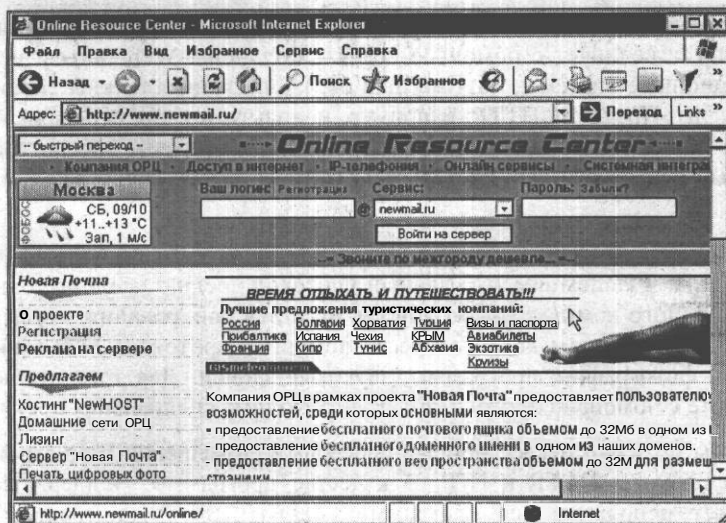 Online Resource Center - Microsoft Internet Explorer
Файл Правка Вид Избранное Сервис Справка
Назад Поиск Избранное
Адрес: http://www.newmail.ru/ Переход Links »
-- быстрый переход -- Online Resource Center
Компания ОРЦ • Доступ в интернет • IP-телефония • Онлайн сервисы • Системная интегра
Москва Ваш логин: Регистрация Сервис: Пароль: Забыли?
СБ, 09/10 @ newmail.ru
+11..+13 °C
Зап, 1 м/с Войти на сервер
--= Звоните по межгороду дешевле... =--
Новая Почта
ВРЕМЯ ОТДЫХАТЬ И ПУТЕШЕСТВОВАТЬ!!!
О проекте Лучшие предложения туристических компаний:
Регистрация Россия Болгария Хорватия Турция Визы и паспорта
Реклама на сервере Прибалтика Испания Чехия КРЫМ Авиабилеты
Франция Кипр Тунис Абхазия Экзотика
Круизы
Предлагаем
Хостинг "NewHOST" Компания ОРЦ в рамках проекта "Новая Почта" предоставляет пользователю
Домашние сети ОРЦ возможностей, среди которых основными являются:
Лизинг - предоставление бесплатного почтового ящика объемом до 32Мб в одном из
Сервер "Новая Почта" - предоставление бесплатного доменного имени в одном из наших доменов.
Печать цифровых фото - предоставление бесплатного веб пространства объемом до 32М для размещ
странички
http://www.newmail.ru/online/ Internet